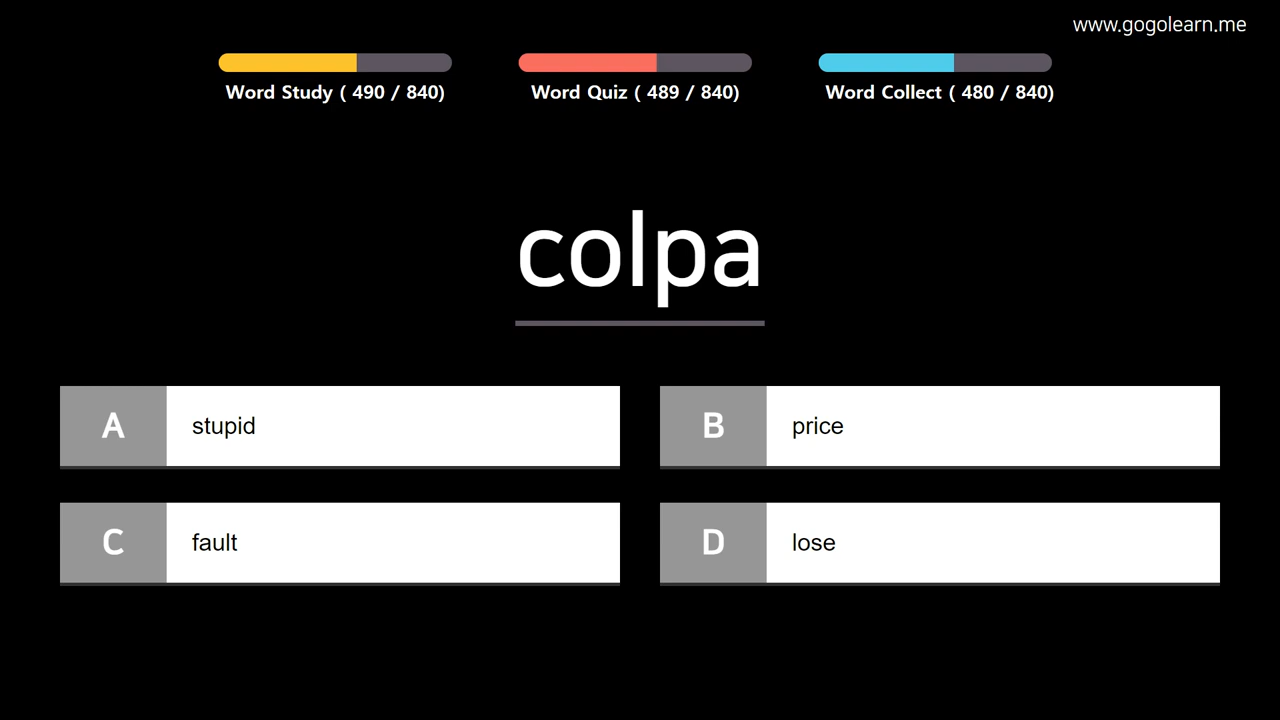 www.gogolearn.me
Word Study ( 490 / 840)
Word Quiz ( 489 / 840)
Word Collect ( 480 / 840)
colpa
A stupid
B price
C fault
D lose